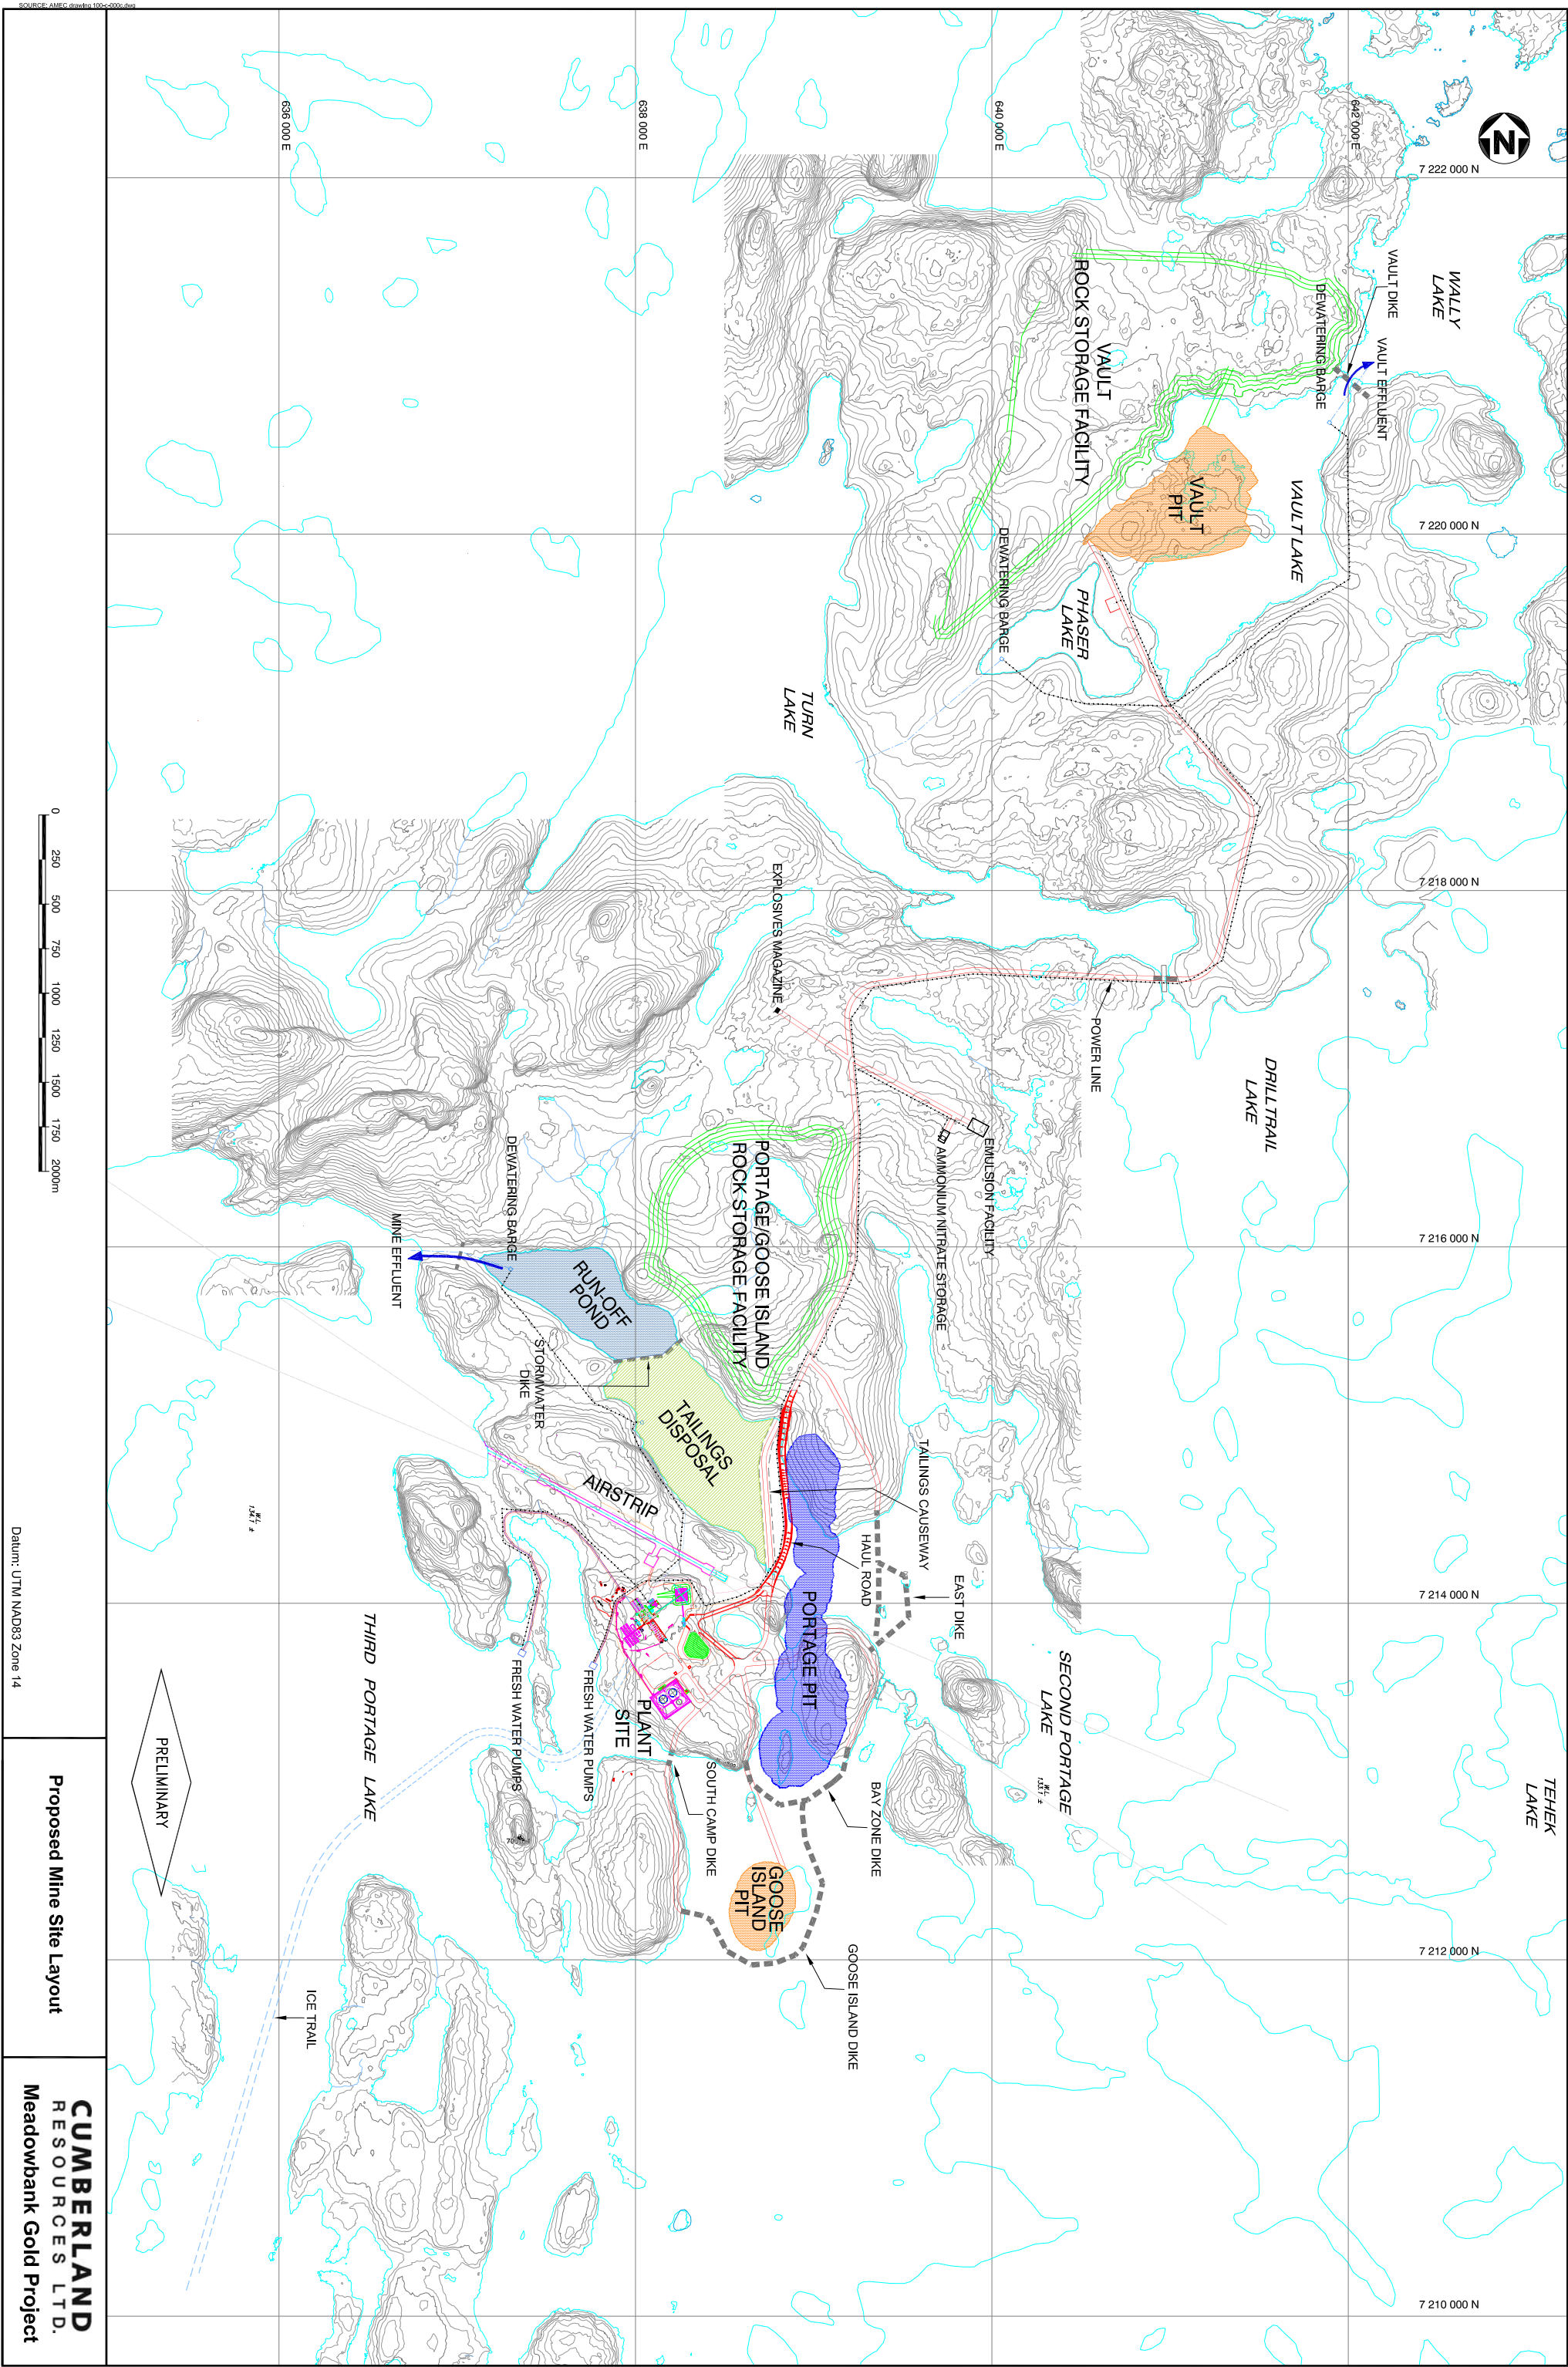 SOURCE: AMEC drawing 100-c-000c.dwg
N
636 000 E
638 000 E
640 000 E
642 000 E
7 222 000 N
7 220 000 N
7 218 000 N
7 216 000 N
7 214 000 N
7 212 000 N
7 210 000 N
WALLY
LAKE
VAULT DIKE
VAULT EFFLUENT
DEWATERING BARGE
VAULT
ROCK STORAGE FACILITY
VAULT
PIT
VAULT LAKE
DEWATERING BARGE
PHASER
LAKE
TURN
LAKE
EXPLOSIVES MAGAZINE
POWER LINE
DRILLTRAIL
LAKE
EMULSION FACILITY
AMMONIUM NITRATE STORAGE
PORTAGE/GOOSE ISLAND
ROCK STORAGE FACILITY
DEWATERING BARGE
MINE EFFLUENT
RUN-OFF
POND
STORMWATER
DIKE
TAILINGS
DISPOSAL
AIRSTRIP
TAILINGS CAUSEWAY
HAUL ROAD
EAST DIKE
PORTAGE PIT
SECOND PORTAGE
LAKE
W.L.
133.1 ±
TEHEK
LAKE
W.L.
134.1 ±
THIRD PORTAGE LAKE
FRESH WATER PUMPS
FRESH WATER PUMPS
PLANT
SITE
SOUTH CAMP DIKE
BAY ZONE DIKE
GOOSE
ISLAND
PIT
GOOSE ISLAND DIKE
ICE TRAIL
0 250 500 750 1000 1250 1500 1750 2000m
Datum: UTM NAD83 Zone 14
PRELIMINARY
Proposed Mine Site Layout
CUMBERLAND
RESOURCES LTD.
Meadowbank Gold Project